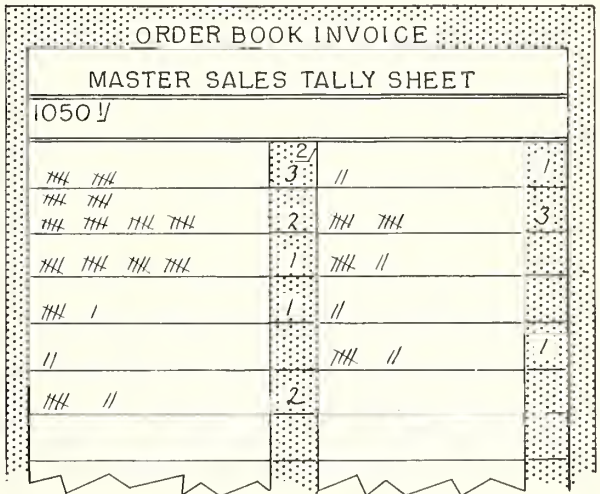 ORDER BOOK INVOICE
MASTER SALES TALLY SHEET
1050 1/
2/
𝍸 𝍸 3 // 1
𝍸 𝍸
𝍸 𝍸 𝍸 𝍸 2 𝍸 𝍸 3
𝍸 𝍸 𝍸 𝍸 1 𝍸 //
𝍸 / 1 //
// 𝍸 // 1
𝍸 // 2